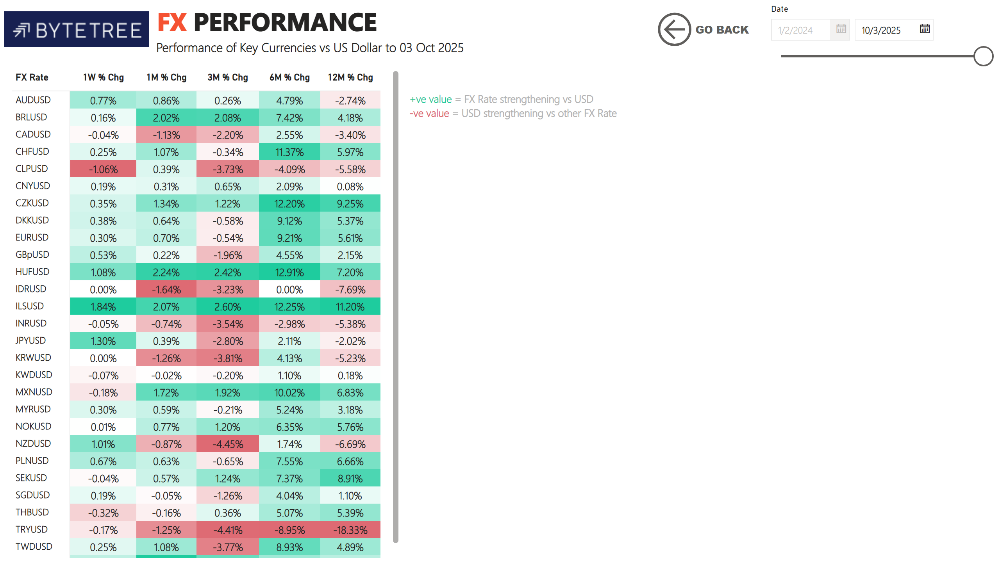 BYTETREE
FX PERFORMANCE
Performance of Key Currencies vs US Dollar to 03 Oct 2025
GO BACK
Date
1/2/2024 10/3/2025
FX Rate 1W % Chg 1M % Chg 3M % Chg 6M % Chg 12M % Chg
AUDUSD 0.77% 0.86% 0.26% 4.79% -2.74%
BRLUSD 0.16% 2.02% 2.08% 7.42% 4.18%
CADUSD -0.04% -1.13% -2.20% 2.55% -3.40%
CHFUSD 0.25% 1.07% -0.34% 11.37% 5.97%
CLPUSD -1.06% 0.39% -3.73% -4.09% -5.58%
CNYUSD 0.19% 0.31% 0.65% 2.09% 0.08%
CZKUSD 0.35% 1.34% 1.22% 12.20% 9.25%
DKKUSD 0.38% 0.64% -0.58% 9.12% 5.37%
EURUSD 0.30% 0.70% -0.54% 9.21% 5.61%
GBpUSD 0.53% 0.22% -1.96% 4.55% 2.15%
HUFUSD 1.08% 2.24% 2.42% 12.91% 7.20%
IDRUSD 0.00% -1.64% -3.23% 0.00% -7.69%
ILSUSD 1.84% 2.07% 2.60% 12.25% 11.20%
INRUSD -0.05% -0.74% -3.54% -2.98% -5.38%
JPYUSD 1.30% 0.39% -2.80% 2.11% -2.02%
KRWUSD 0.00% -1.26% -3.81% 4.13% -5.23%
KWDUSD -0.07% -0.02% -0.20% 1.10% 0.18%
MXNUSD -0.18% 1.72% 1.92% 10.02% 6.83%
MYRUSD 0.30% 0.59% -0.21% 5.24% 3.18%
NOKUSD 0.01% 0.77% 1.20% 6.35% 5.76%
NZDUSD 1.01% -0.87% -4.45% 1.74% -6.69%
PLNUSD 0.67% 0.63% -0.65% 7.55% 6.66%
SEKUSD -0.04% 0.57% 1.24% 7.37% 8.91%
SGDUSD 0.19% -0.05% -1.26% 4.04% 1.10%
THBUSD -0.32% -0.16% 0.36% 5.07% 5.39%
TRYUSD -0.17% -1.25% -4.41% -8.95% -18.33%
TWDUSD 0.25% 1.08% -3.77% 8.93% 4.89%
+ve value = FX Rate strengthening vs USD
-ve value = USD strengthening vs other FX Rate